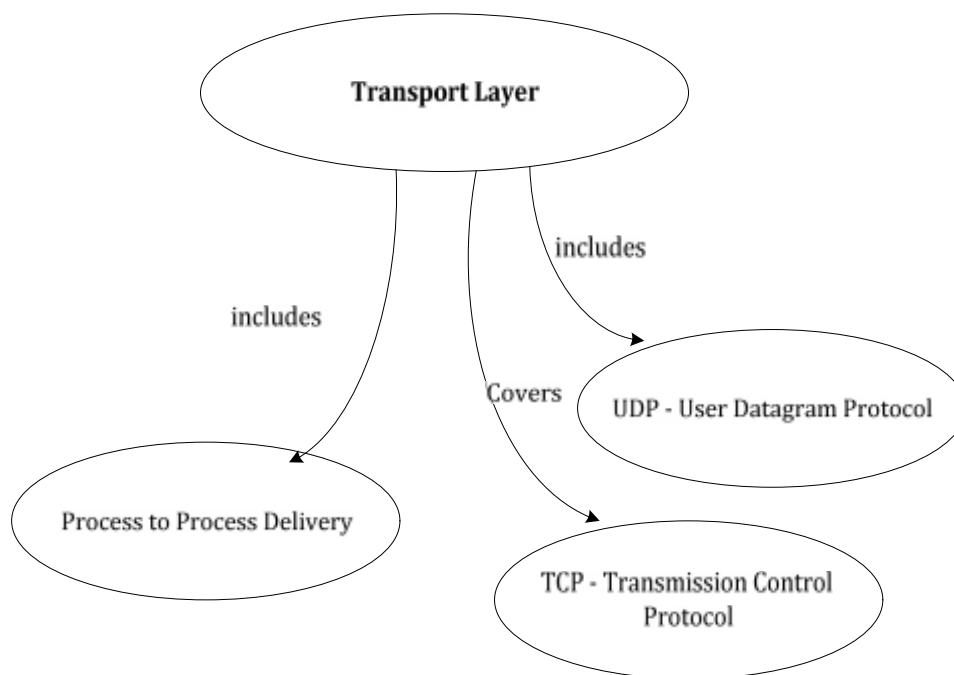 Transport Layer
includes
includes
Covers
UDP - User Datagram Protocol
Process to Process Delivery
TCP - Transmission Control
Protocol